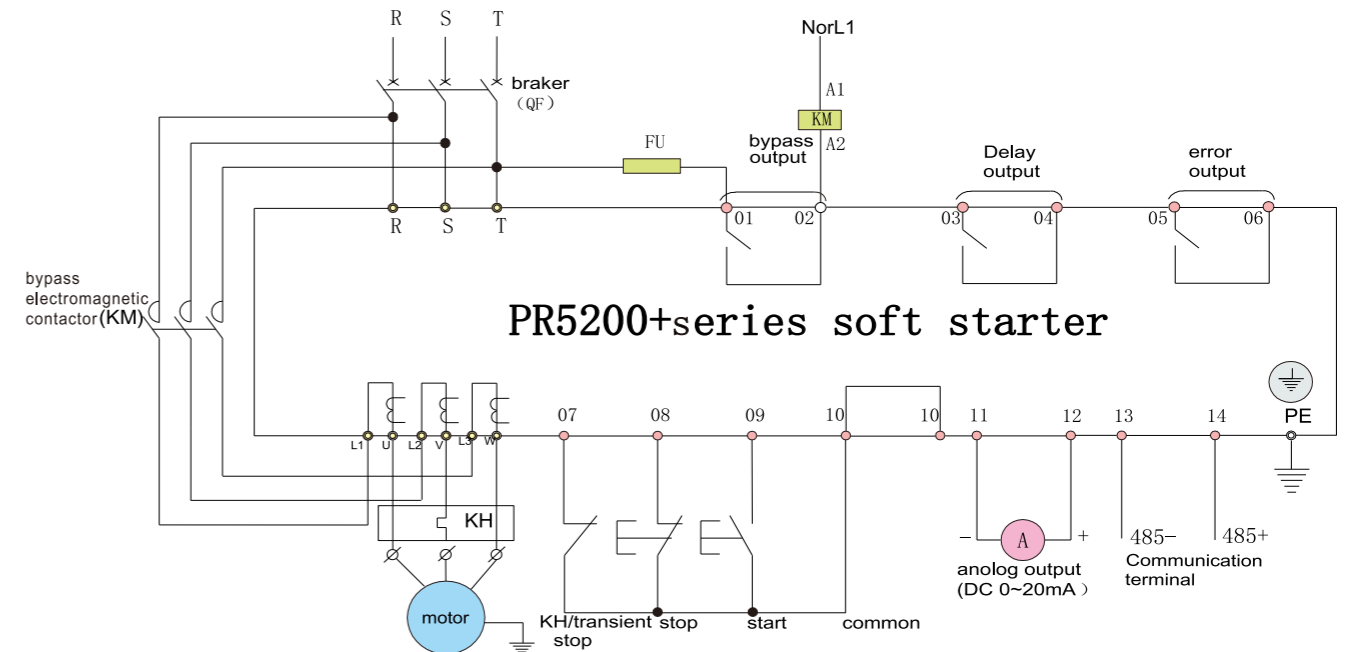 R S T
NorL1
braker
(QF)
A1
KM
A2
FU
bypass
output
Delay
output
error
output
01 02 03 04 05 06
R S T
bypass
electromagnetic
contactor(KM)
PR5200+series soft starter
L1 U L2 V L3 W
07 08 09 10 10 11 12 13 14
PE
KH
motor
KH/transient stop
stop
start
common
- A +
anolog output
(DC 0~20mA )
485- 485+
Communication
terminal